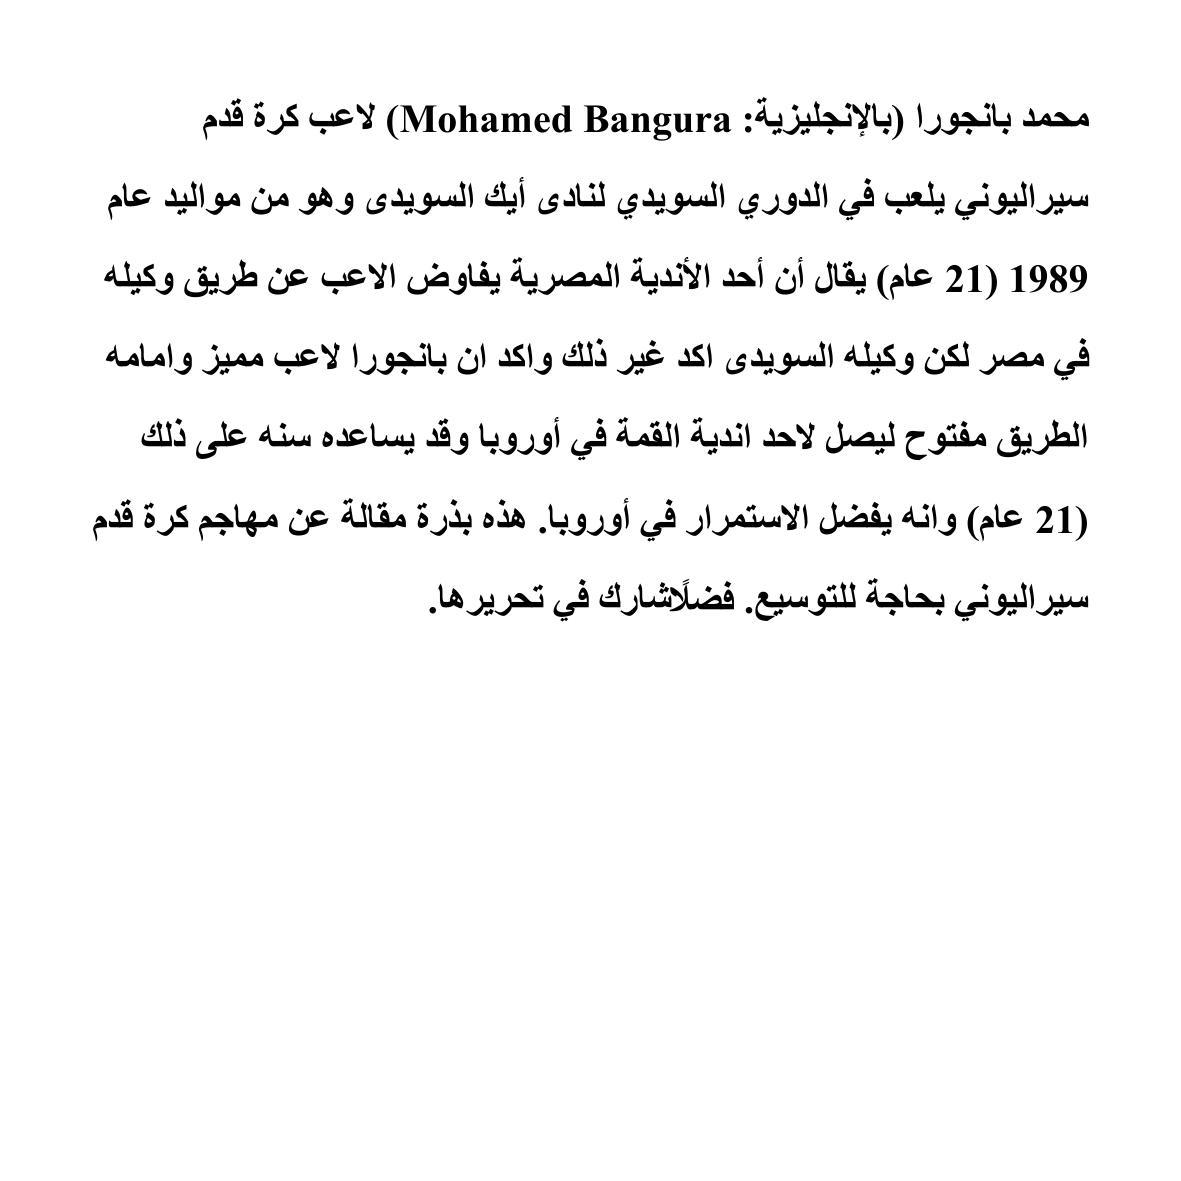 محمد بانجورا (بالإنجليزية: Mohamed Bangura) لاعب كرة قدم
سيراليوني يلعب في الدوري السويدي لنادى أيك السويدى وهو من مواليد عام
1989 (21 عام) يقال أن أحد الأندية المصرية يفاوض الاعب عن طريق وكيله
في مصر لكن وكيله السويدى اكد غير ذلك واكد ان بانجورا لاعب مميز وامامه
الطريق مفتوح ليصل لاحد اندية القمة في أوروبا وقد يساعده سنه على ذلك
(21 عام) وانه يفضل الاستمرار في أوروبا. هذه بذرة مقالة عن مهاجم كرة قدم
سيراليوني بحاجة للتوسيع. فضلًاشارك في تحريرها.